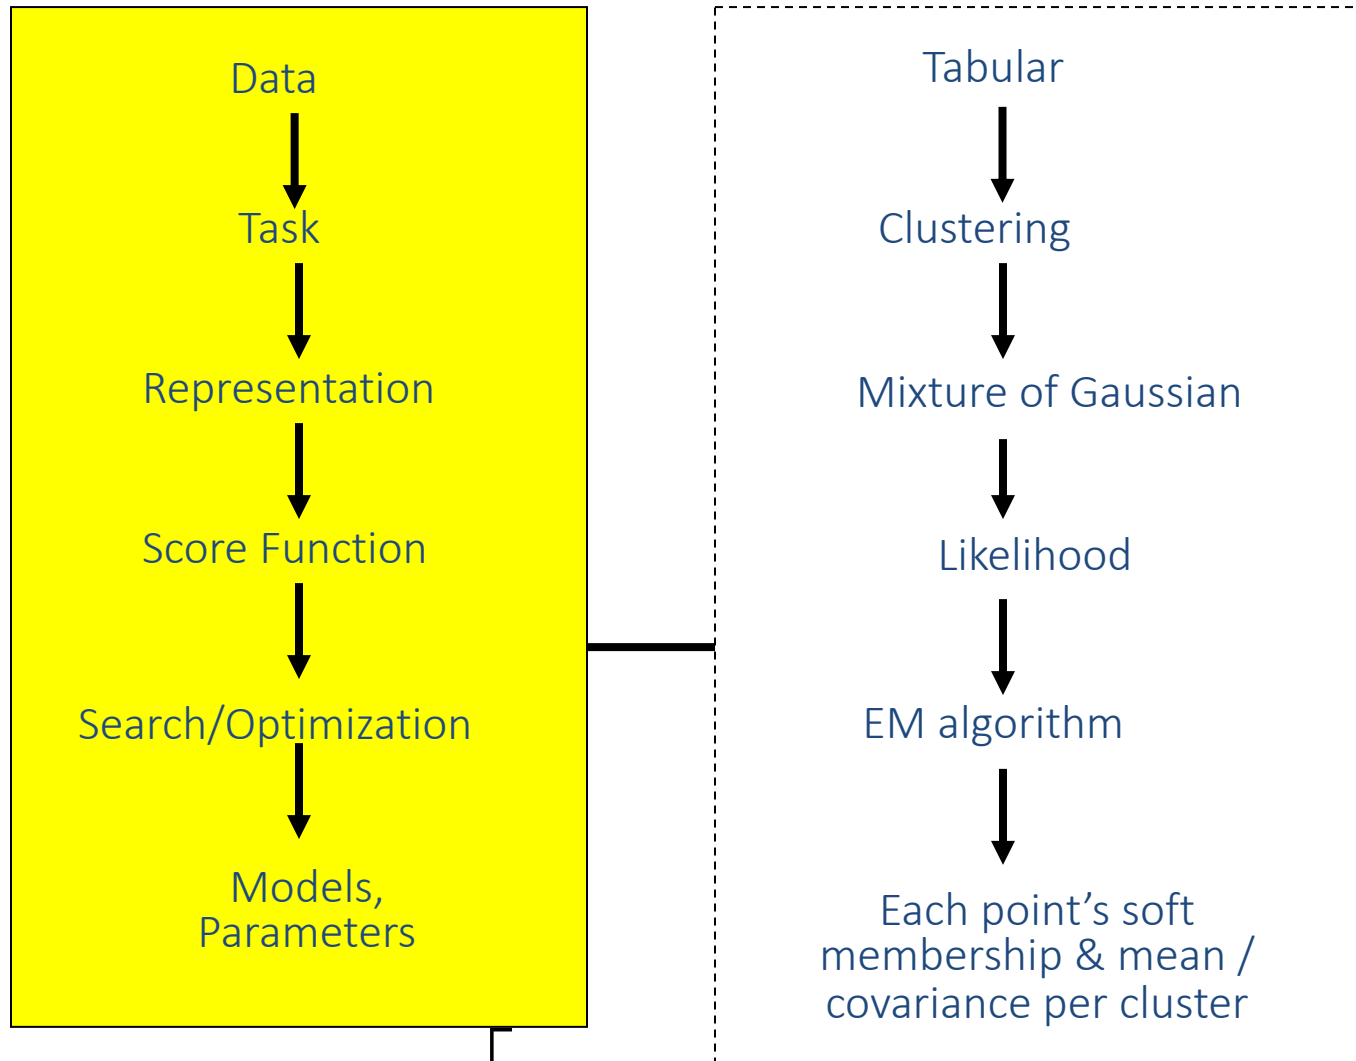 Data
Task
Representation
Score Function
Search/Optimization
Models,
Parameters
Tabular
Clustering
Mixture of Gaussian
Likelihood
EM algorithm
Each point’s soft
membership & mean /
covariance per cluster